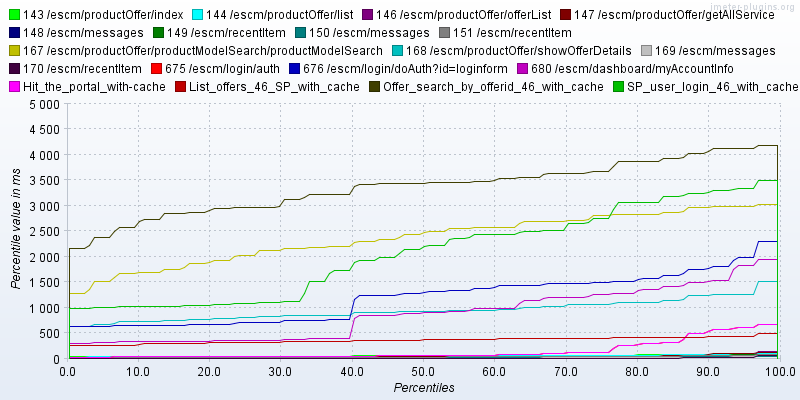 jmeter-plugins.org
143 /escm/productOffer/index 144 /escm/productOffer/list 146 /escm/productOffer/offerList 147 /escm/productOffer/getAllService
148 /escm/messages 149 /escm/recentItem 150 /escm/messages 151 /escm/recentItem
167 /escm/productOffer/productModelSearch/productModelSearch 168 /escm/productOffer/showOfferDetails 169 /escm/messages
170 /escm/recentItem 675 /escm/login/auth 676 /escm/login/doAuth?id=loginform 680 /escm/dashboard/myAccountInfo
Hit_the_portal_with-cache List_offers_46_SP_with_cache Offer_search_by_offerid_46_with_cache SP_user_login_46_with_cache
5 000
4 500
4 000
3 500
3 000
2 500
2 000
1 500
1 000
500
0
Percentile value in ms
0.0 10.0 20.0 30.0 40.0 50.0 60.0 70.0 80.0 90.0 100.0
Percentiles